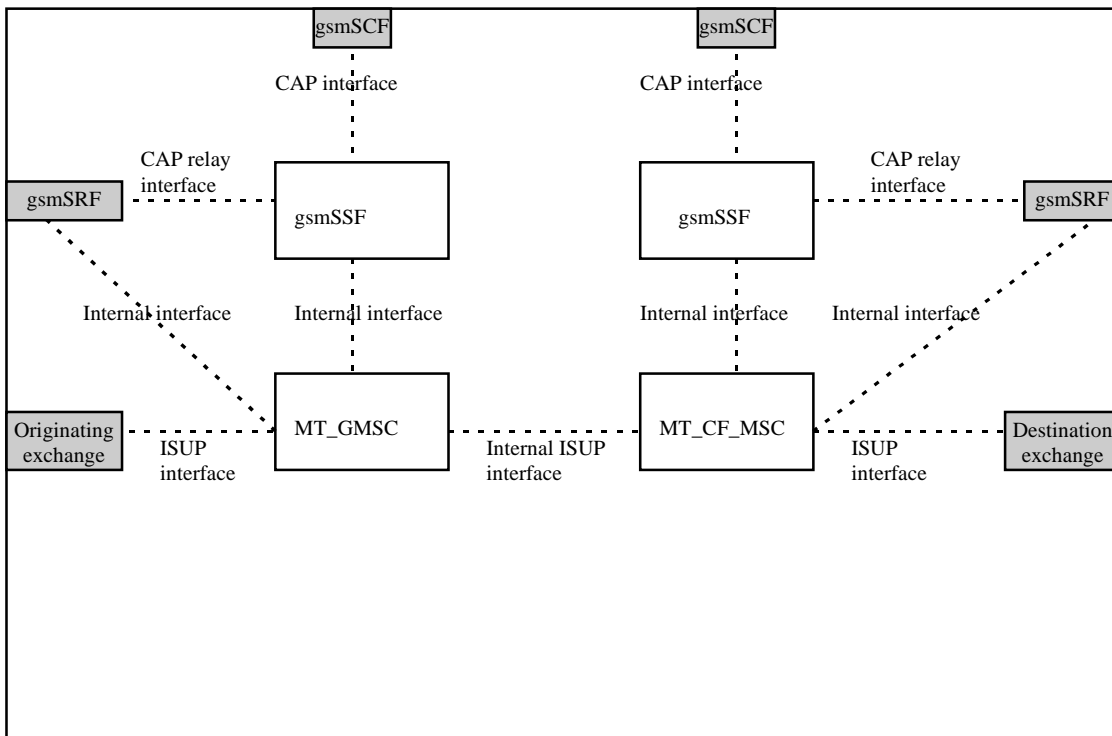 gsmSCF
gsmSCF
CAP interface
CAP interface
CAP relay
interface
CAP relay
interface
gsmSRF
gsmSSF
gsmSSF
gsmSRF
Internal interface
Internal interface
Internal interface
Internal interface
Originating
exchange
ISUP
interface
MT_GMSC
Internal ISUP
interface
MT_CF_MSC
ISUP
interface
Destination
exchange